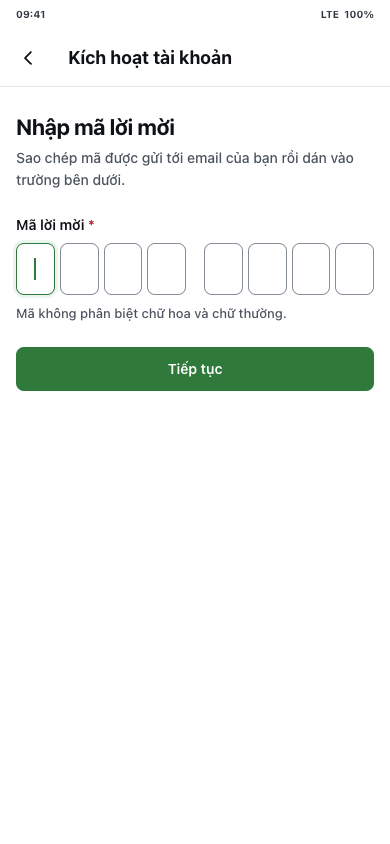 09:41
LTE 100%
Kích hoạt tài khoản
Nhập mã lời mời
Sao chép mã được gửi tới email của bạn rồi dán vào
trường bên dưới.
Mã lời mời *
Mã không phân biệt chữ hoa và chữ thường.
Tiếp tục